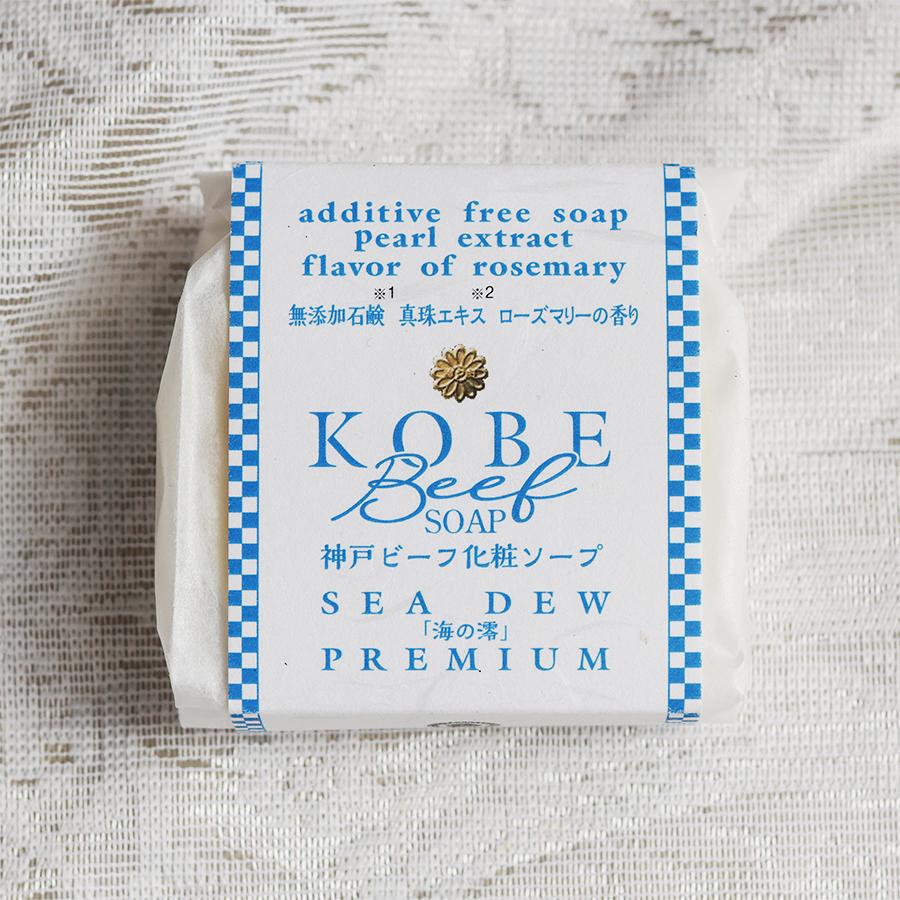 additive free soap
pearl extract
flavor of rosemary
※1 ※2
無添加石鹸 真珠エキス ローズマリーの香り
KOBE
Beef
SOAP
神戸ビーフ化粧ソープ
SEA DEW
「海の澪」
PREMIUM